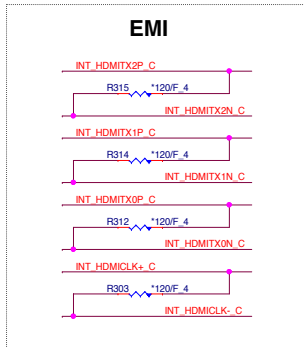 EMI
INT_HDMITX2P_C
R315 *120/F_4
INT_HDMITX2N_C
INT_HDMITX1P_C
R314 *120/F_4
INT_HDMITX1N_C
INT_HDMITX0P_C
R312 *120/F_4
INT_HDMITX0N_C
INT_HDMICLK+_C
R303 *120/F_4
INT_HDMICLK-_C